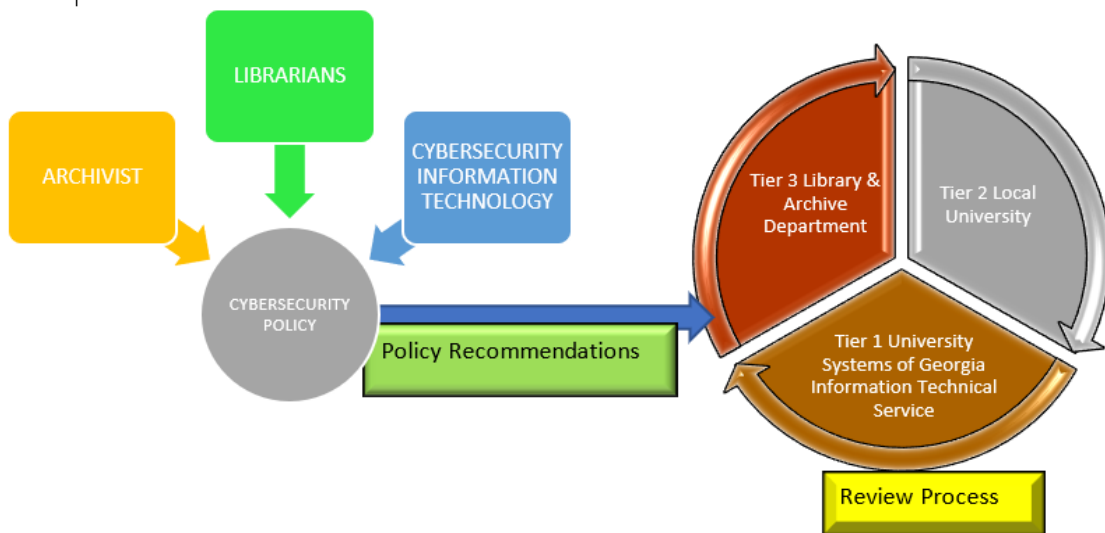 LIBRARIANS
ARCHIVIST
CYBERSECURITY
INFORMATION
TECHNOLOGY
CYBERSECURITY
POLICY
Policy Recommendations
Tier 3 Library &
Archive
Department
Tier 2 Local
University
Tier 1 University
Systems of Georgia
Information Technical
Service
Review Process